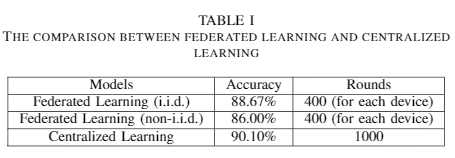 TABLE I
THE COMPARISON BETWEEN FEDERATED LEARNING AND CENTRALIZED
LEARNING
Models Accuracy Rounds
Federated Learning (i.i.d.) 88.67% 400 (for each device)
Federated Learning (non-i.i.d.) 86.00% 400 (for each device)
Centralized Learning 90.10% 1000